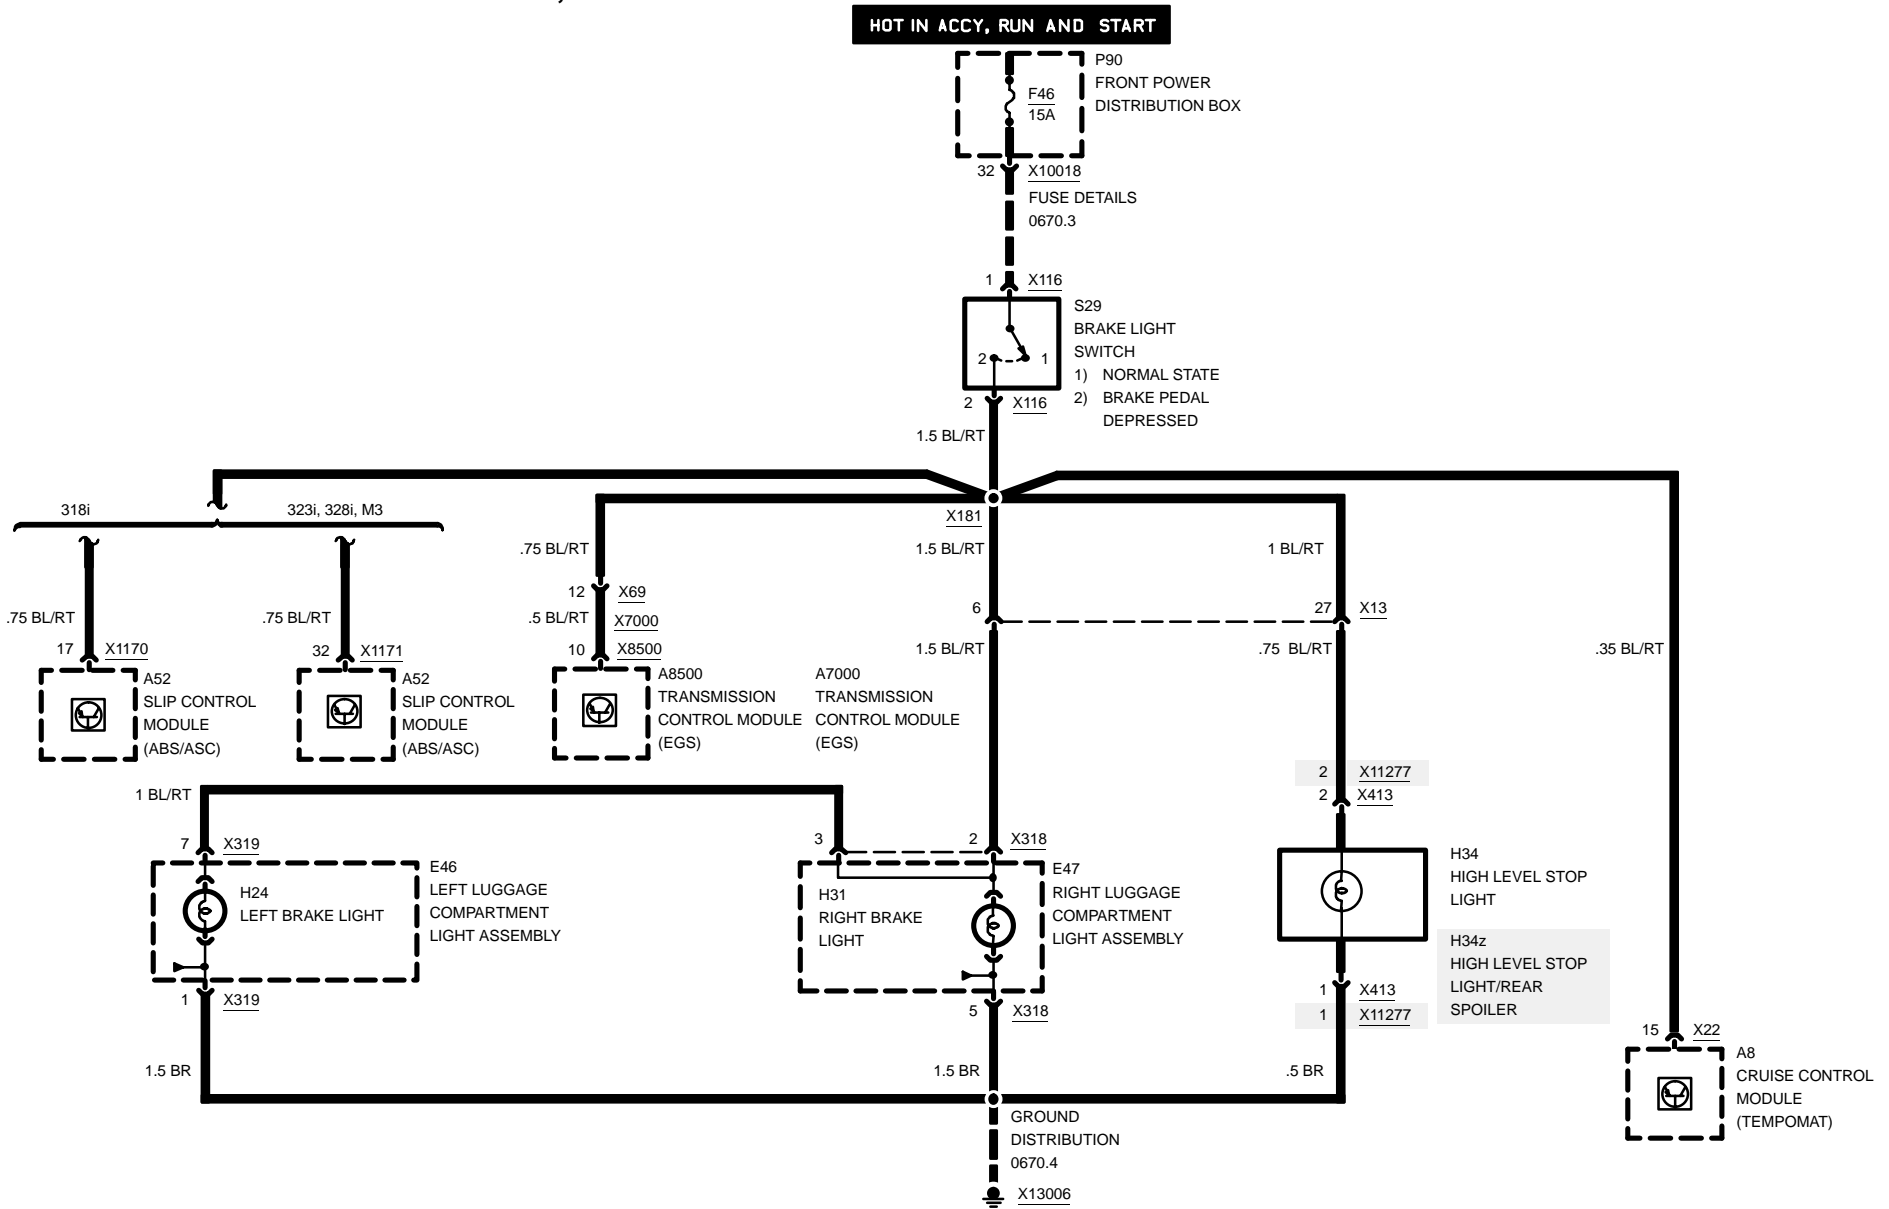 HOT IN ACCY, RUN AND START
P90
FRONT POWER
DISTRIBUTION BOX
F46
15A
32 X10018
FUSE DETAILS
0670.3
1 X116
S29
BRAKE LIGHT
SWITCH
1) NORMAL STATE
2) BRAKE PEDAL
DEPRESSED
2 1
2 X116
1.5 BL/RT
318i
323i, 328i, M3
X181
.75 BL/RT
1.5 BL/RT
1 BL/RT
12 X69
6
27 X13
.75 BL/RT
.75 BL/RT
.5 BL/RT
X7000
17 X1170
32 X1171
10 X8500
1.5 BL/RT
.75 BL/RT
.35 BL/RT
A52
SLIP CONTROL
MODULE
(ABS/ASC)
A52
SLIP CONTROL
MODULE
(ABS/ASC)
A8500
TRANSMISSION
CONTROL MODULE
(EGS)
A7000
TRANSMISSION
CONTROL MODULE
(EGS)
2 X11277
2 X413
1 BL/RT
7 X319
3
2 X318
E46
LEFT LUGGAGE
COMPARTMENT
LIGHT ASSEMBLY
H24
LEFT BRAKE LIGHT
H31
RIGHT BRAKE
LIGHT
E47
RIGHT LUGGAGE
COMPARTMENT
LIGHT ASSEMBLY
H34
HIGH LEVEL STOP
LIGHT
H34z
HIGH LEVEL STOP
LIGHT/REAR
SPOILER
1 X319
5 X318
1 X413
1 X11277
15 X22
A8
CRUISE CONTROL
MODULE
(TEMPOMAT)
1.5 BR
1.5 BR
.5 BR
GROUND
DISTRIBUTION
0670.4
X13006